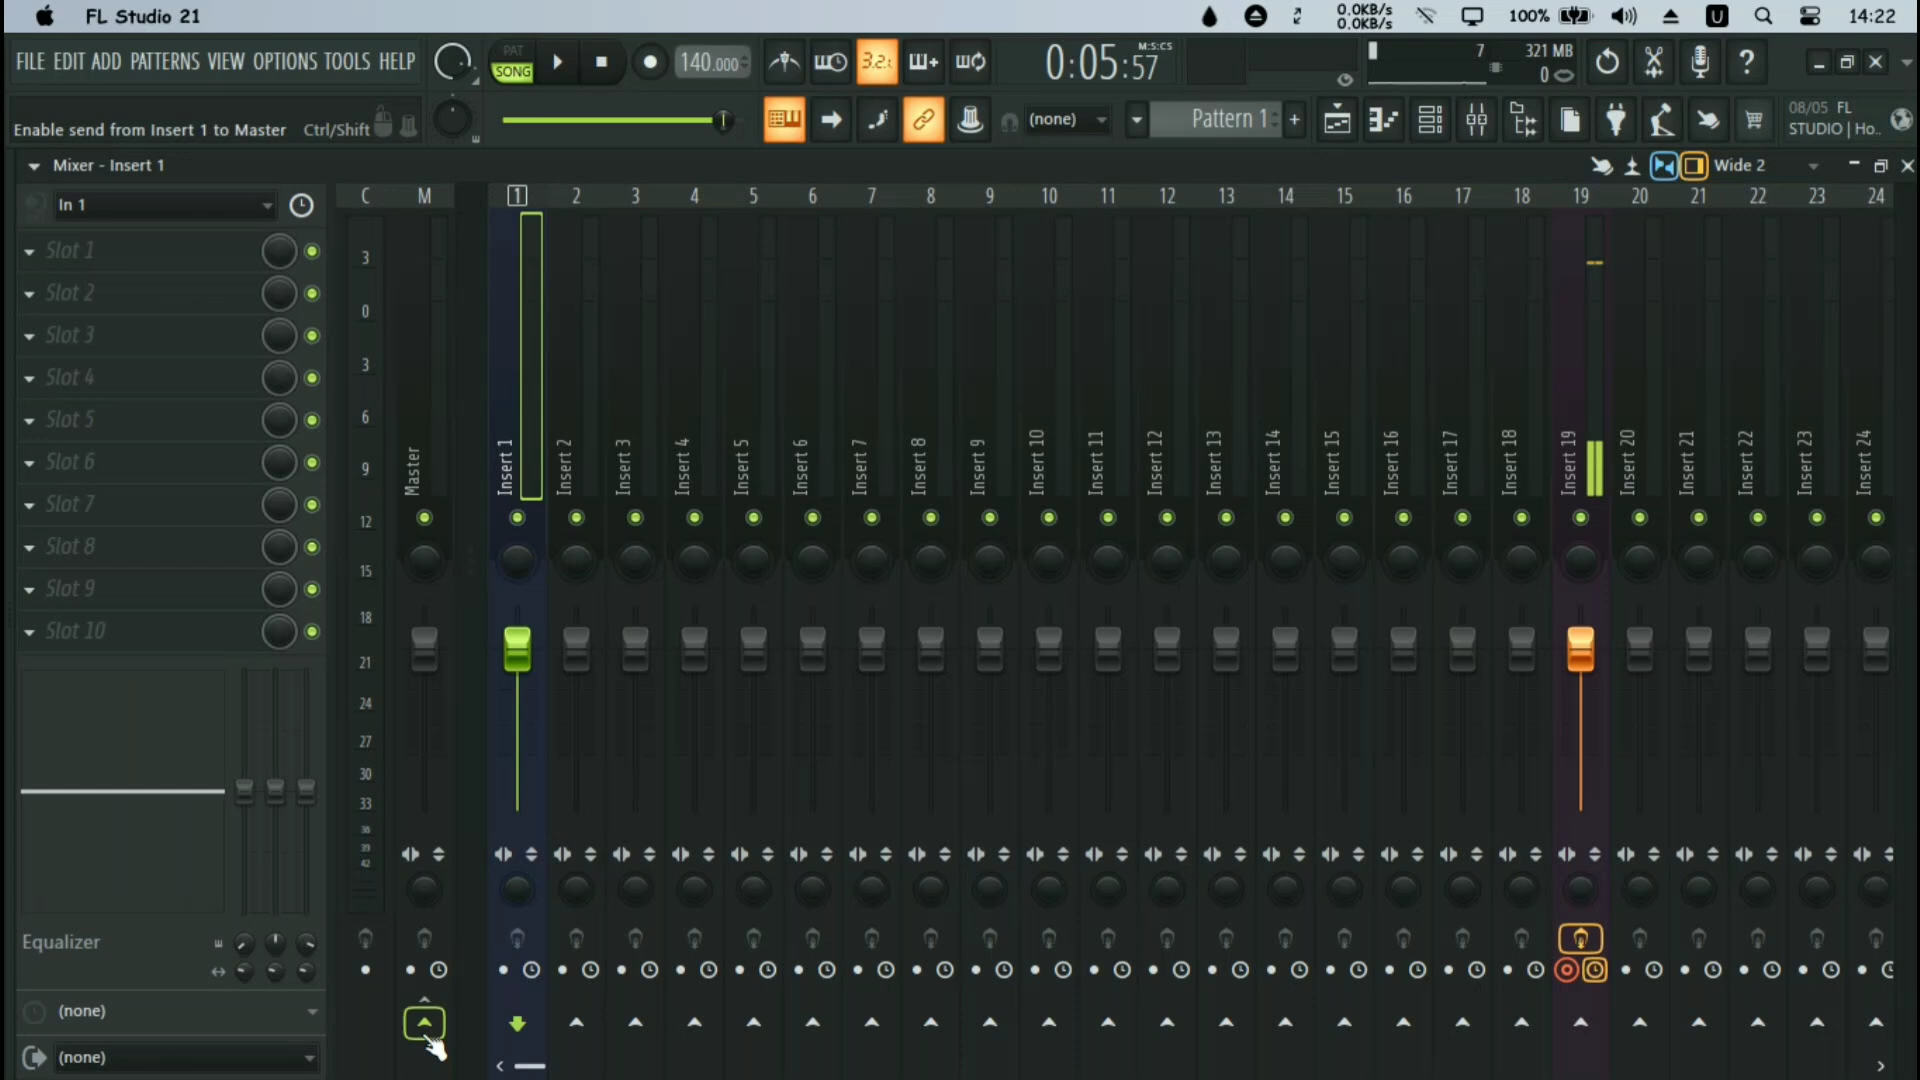 FL Studio 21
0.0KB/s
0.0KB/s
100%
U
14:22
FILE EDIT ADD PATTERNS VIEW OPTIONS TOOLS HELP
PAT
SONG
140.000
3.2.
0:05:57
M:S:CS
7
321 MB
0
?
Enable send from Insert 1 to Master Ctrl/Shift
(none)
Pattern 1
+
08/05 FL
STUDIO | Ho..
Mixer - Insert 1
Wide 2
In 1
C M 1 2 3 4 5 6 7 8 9 10 11 12 13 14 15 16 17 18 19 20 21 22 23 24
Slot 1
Slot 2
Slot 3
Slot 4
Slot 5
Slot 6
Slot 7
Slot 8
Slot 9
Slot 10
3
0
3
6
9
12
15
18
21
24
27
30
33
36
39
42
Master
Insert 1
Insert 2
Insert 3
Insert 4
Insert 5
Insert 6
Insert 7
Insert 8
Insert 9
Insert 10
Insert 11
Insert 12
Insert 13
Insert 14
Insert 15
Insert 16
Insert 17
Insert 18
Insert 19
Insert 20
Insert 21
Insert 22
Insert 23
Insert 24
Equalizer
(none)
(none)